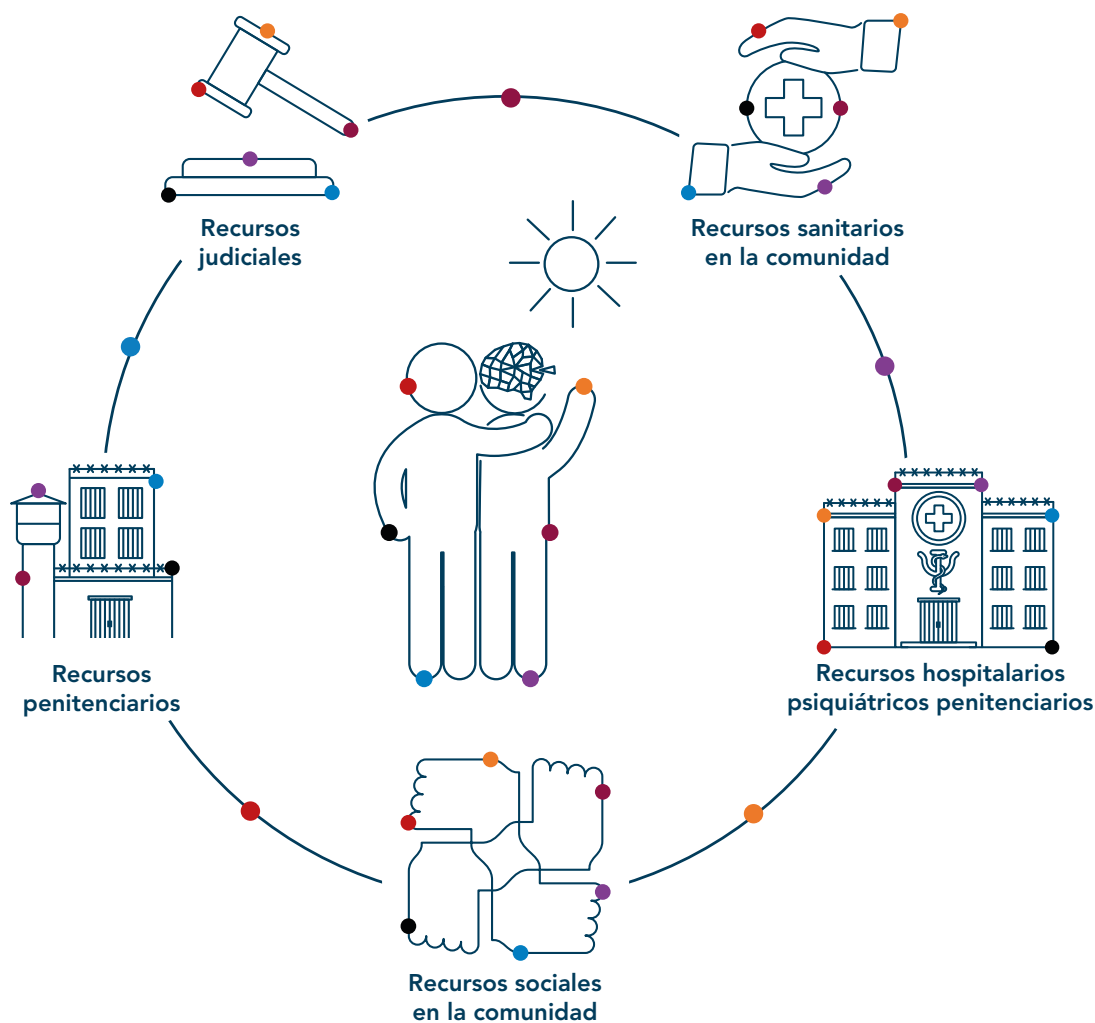 Recursos
judiciales
Recursos sanitarios
en la comunidad
Recursos
penitenciarios
Recursos hospitalarios
psiquiátricos penitenciarios
Recursos sociales
en la comunidad